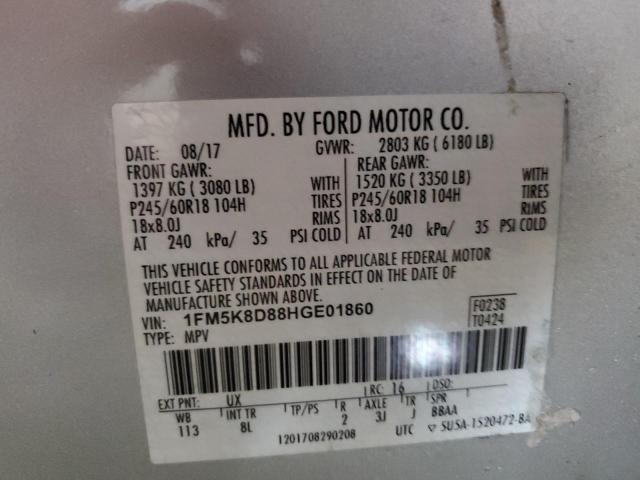 MFD. BY FORD MOTOR CO.
DATE: 08/17 GVWR: 2803 KG ( 6180 LB)
FRONT GAWR: REAR GAWR:
1397 KG ( 3080 LB) WITH 1520 KG ( 3350 LB) WITH
P245/60R18 104H TIRES P245/60R18 104H TIRES
18x8.0J RIMS 18x8.0J RIMS
AT 240 kPa/ 35 PSI COLD AT 240 kPa/ 35 PSI COLD
THIS VEHICLE CONFORMS TO ALL APPLICABLE FEDERAL MOTOR
VEHICLE SAFETY STANDARDS IN EFFECT ON THE DATE OF
MANUFACTURE SHOWN ABOVE.
VIN: 1FM5K8D88HGE01860 F0238
TYPE: MPV T0424
EXT PNT: UX RC: 16 DSO:
WB INT TR TP/PS R AXLE TR SPR
113 8L 2 3J J BBAA
1201708290208 UTC 5U5A-1520472-BA